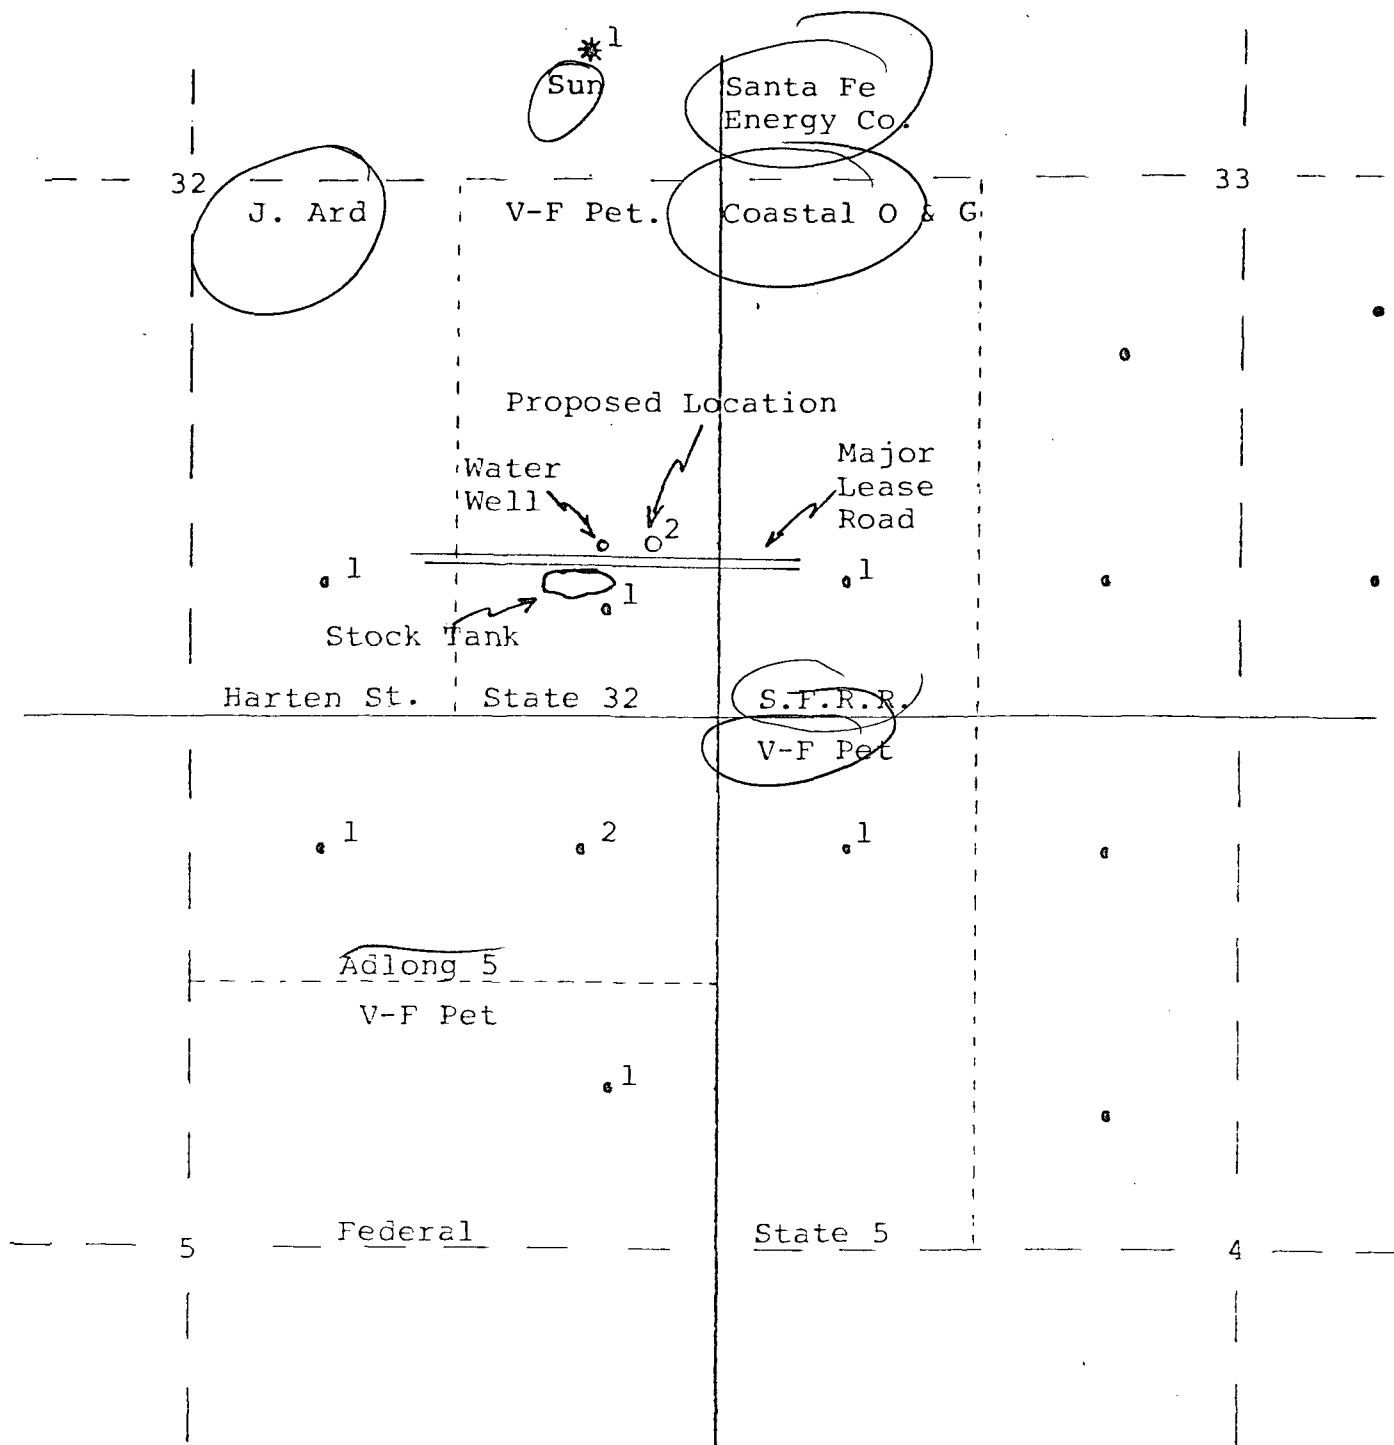 1
Sun
Santa Fe
Energy Co.
32
33
J. Ard
V-F Pet.
Coastal O & G
Proposed Location
Water
Well
Major
Lease
Road
2
1
1
1
Stock Tank
Harten St.
State 32
S.F.R.R.
V-F Pet
1
2
1
Adlong 5
V-F Pet
1
Federal
State 5
5
4